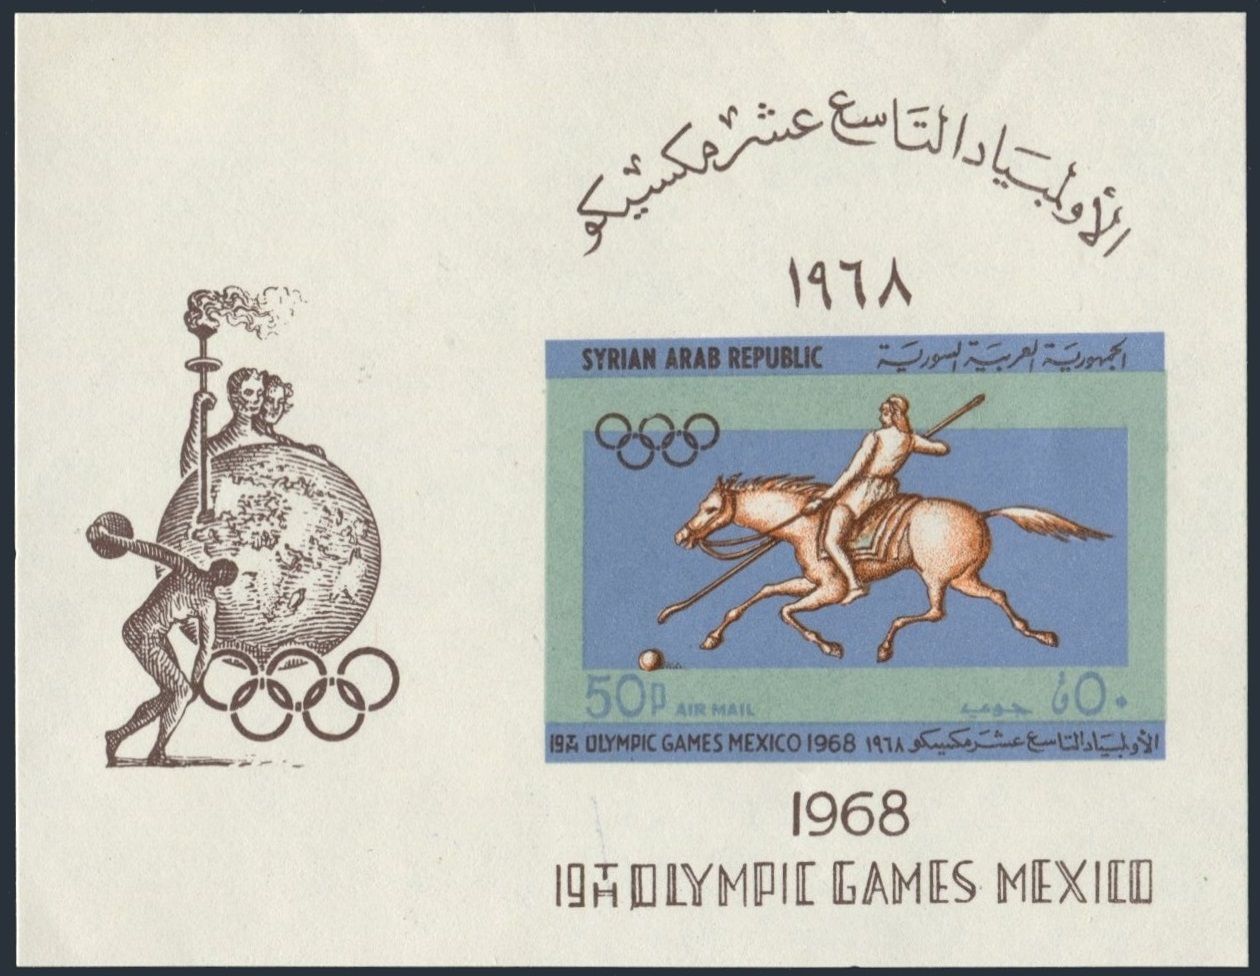 الأولمبياد التاسع عشر مكسيكو
١٩٦٨
SYRIAN ARAB REPUBLIC الجمهورية العربية السورية
50p AIR MAIL جوي ٥٠ ق
19TH OLYMPIC GAMES MEXICO 1968 الأولمبياد التاسع عشر مكسيكو ١٩٦٨
1968
19TH OLYMPIC GAMES MEXICO